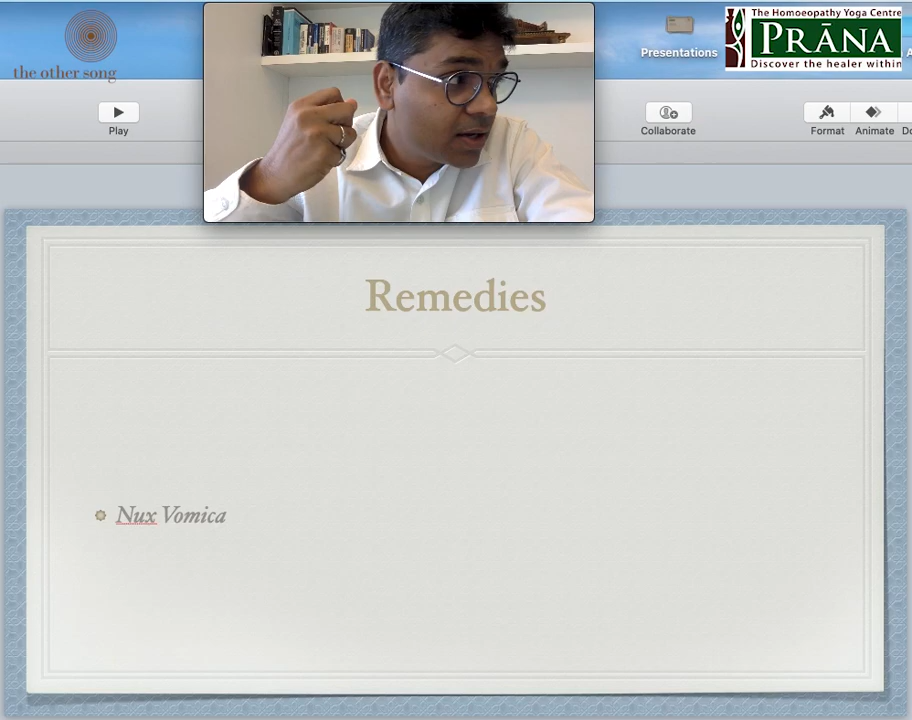 the other song
Presentations
The Homoeopathy Yoga Centre
PRĀNA
Discover the healer within
Play
Collaborate
Format
Animate
Remedies
Nux Vomica